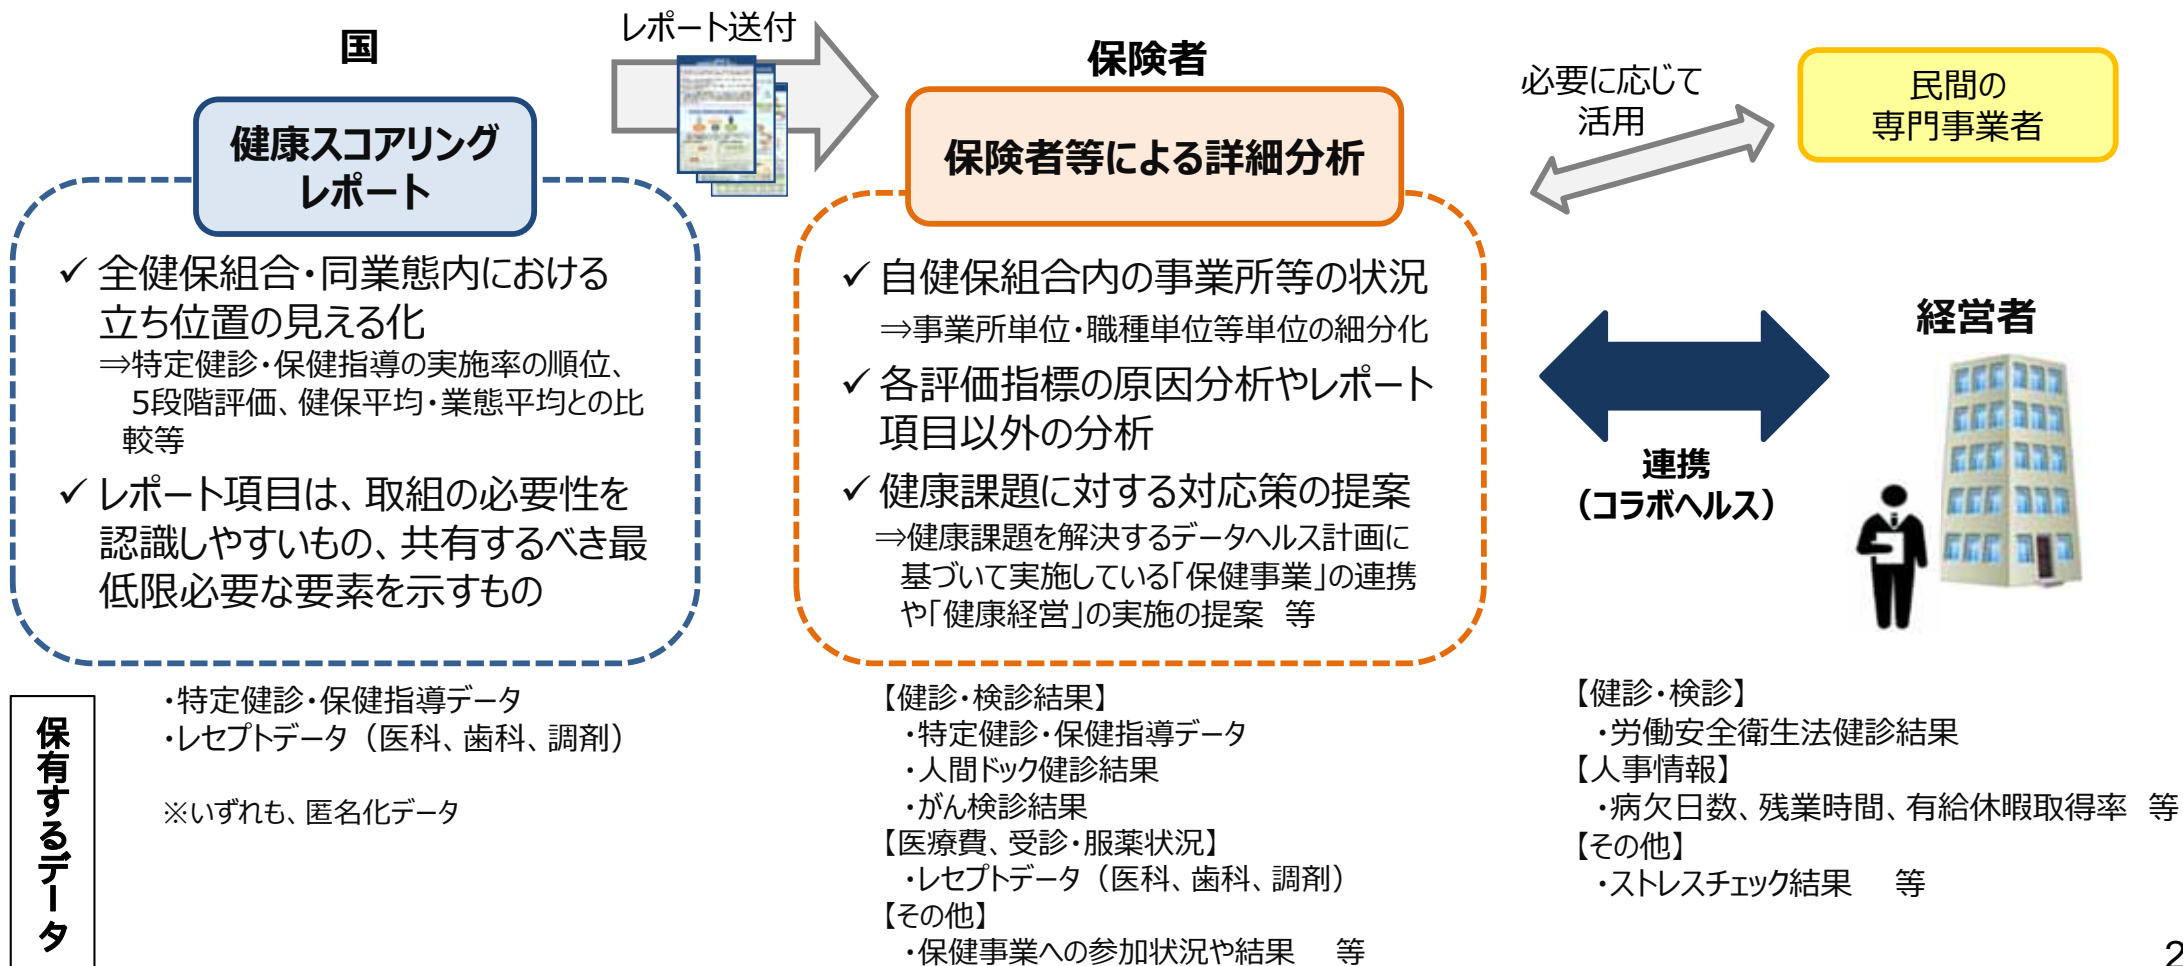 国
健康スコアリング
レポート
✓全健保組合・同業態内における
立ち位置の見える化
⇒特定健診・保健指導の実施率の順位、
5段階評価、健保平均・業態平均との比
較等
✓レポート項目は、取組の必要性を
認識しやすいもの、共有するべき最
低限必要な要素を示すもの
レポート送付
保険者
保険者等による詳細分析
✓自健保組合内の事業所等の状況
⇒事業所単位・職種単位等単位の細分化
✓各評価指標の原因分析やレポート
項目以外の分析
✓健康課題に対する対応策の提案
⇒健康課題を解決するデータヘルス計画に
基づいて実施している「保健事業」の連携
や「健康経営」の実施の提案 等
必要に応じて
活用
民間の
専門事業者
連携
（コラボヘルス）
経営者
保有するデータ
・特定健診・保健指導データ
・レセプトデータ（医科、歯科、調剤）
※いずれも、匿名化データ
【健診・検診結果】
・特定健診・保健指導データ
・人間ドック健診結果
・がん検診結果
【医療費、受診・服薬状況】
・レセプトデータ（医科、歯科、調剤）
【その他】
・保健事業への参加状況や結果 等
【健診・検診】
・労働安全衛生法健診結果
【人事情報】
・病欠日数、残業時間、有給休暇取得率 等
【その他】
・ストレスチェック結果 等
2